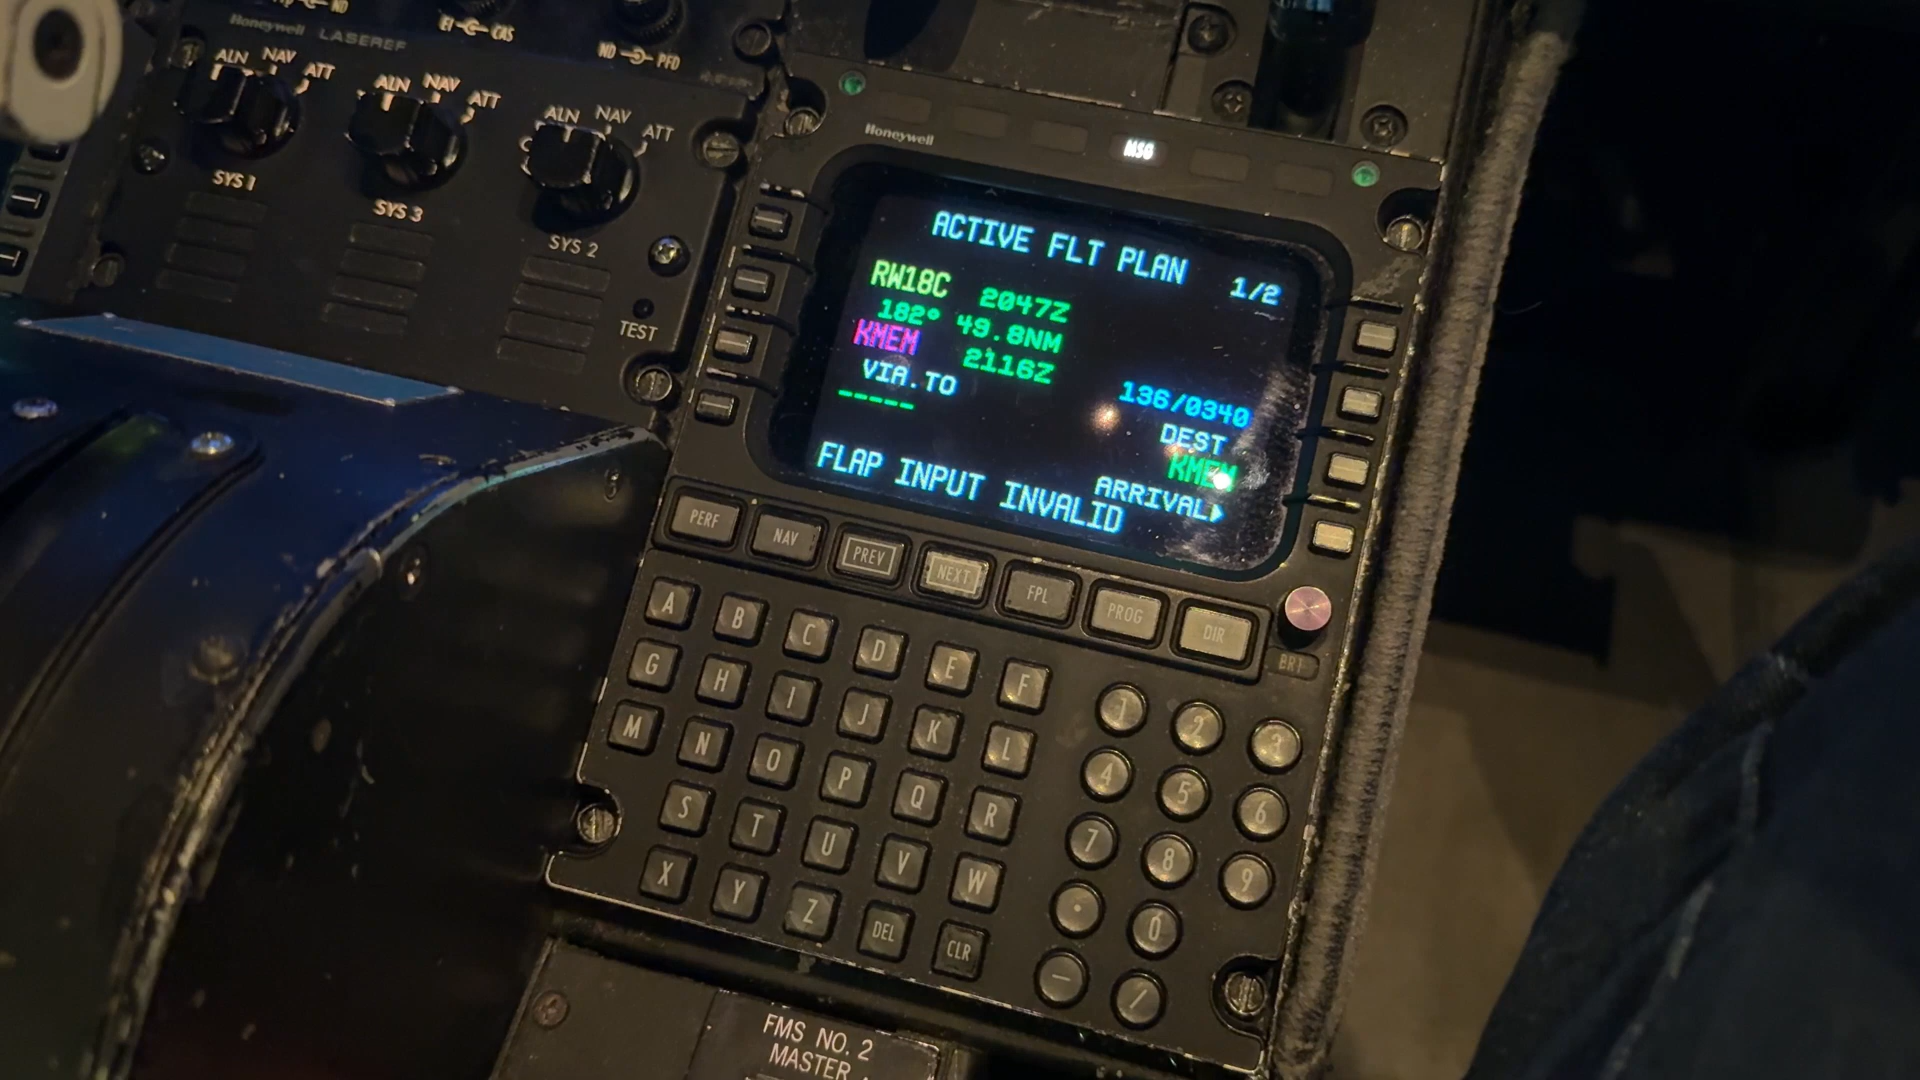 ND
EI CAS
ND PFD
Honeywell LASEREF
ALN NAV ATT
SYS 1
ALN NAV ATT
SYS 3
ALN NAV ATT
SYS 2
TEST
Honeywell
MSG
ACTIVE FLT PLAN 1/2
RW18C 2047Z
182° 49.8NM
KMEM 2116Z
VIA.TO 136/0340
----- DEST
KMEM
ARRIVAL▶
FLAP INPUT INVALID
PERF NAV PREV NEXT FPL PROG DIR
BRT
A B C D E F
G H I J K L
M N O P Q R
S T U V W
X Y Z DEL CLR
1 2 3
4 5 6
7 8 9
• 0
— /
FMS NO. 2
MASTER